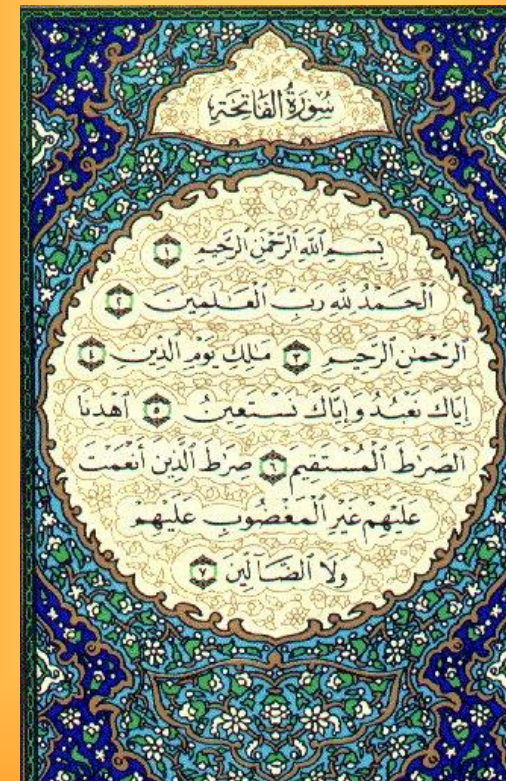 سُورَةُ الْفَاتِحَةِ
بِسْمِ ٱللَّهِ ٱلرَّحْمَٰنِ ٱلرَّحِيمِ ١
ٱلْحَمْدُ لِلَّهِ رَبِّ ٱلْعَٰلَمِينَ ٢
ٱلرَّحْمَٰنِ ٱلرَّحِيمِ ٣ مَٰلِكِ يَوْمِ ٱلدِّينِ ٤
إِيَّاكَ نَعْبُدُ وَإِيَّاكَ نَسْتَعِينُ ٥ ٱهْدِنَا
ٱلصِّرَٰطَ ٱلْمُسْتَقِيمَ ٦ صِرَٰطَ ٱلَّذِينَ أَنْعَمْتَ
عَلَيْهِمْ غَيْرِ ٱلْمَغْضُوبِ عَلَيْهِمْ
وَلَا ٱلضَّآلِّينَ ٧